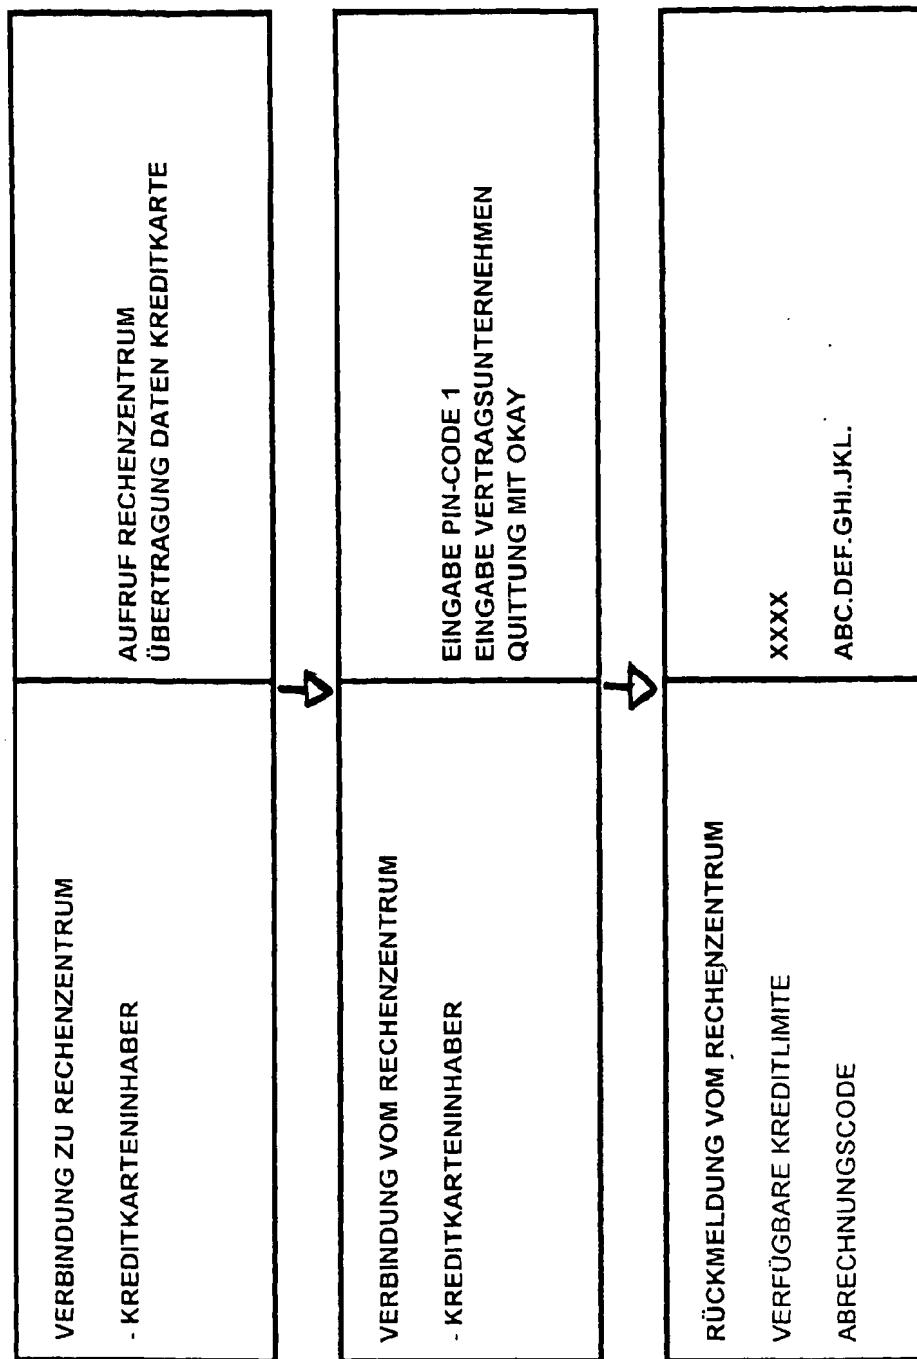 VERBINDUNG ZU RECHENZENTRUM
- KREDITKARTENINHABER
AUFRUF RECHENZENTRUM
ÜBERTRAGUNG DATEN KREDITKARTE
VERBINDUNG VOM RECHENZENTRUM
- KREDITKARTENINHABER
EINGABE PIN-CODE 1
EINGABE VERTRAGSUNTERNEHMEN
QUITTUNG MIT OKAY
RÜCKMELDUNG VOM RECHENZENTRUM
VERFÜGBARE KREDITLIMITE
XXXX
ABRECHNUNGSCODE
ABC.DEF.GHI.JKL.